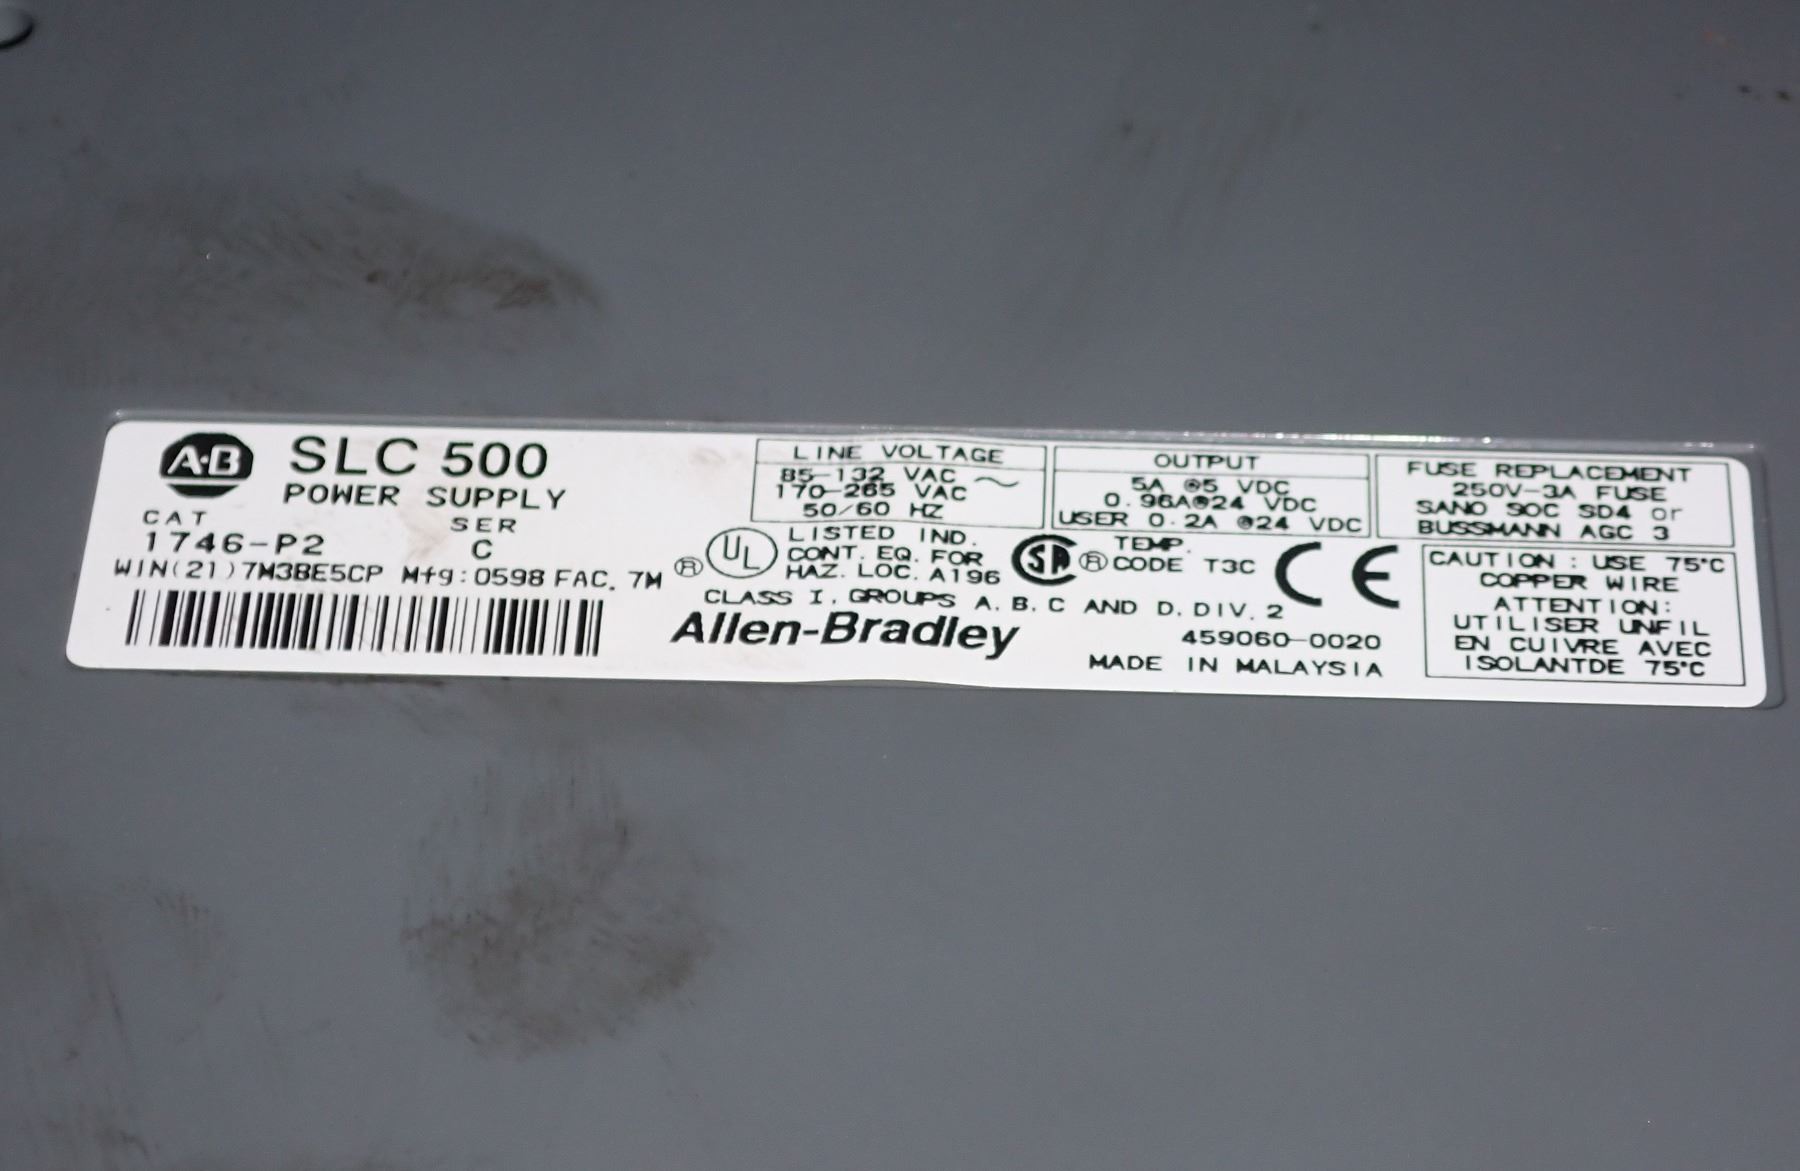 A·B SLC 500
POWER SUPPLY
CAT SER
1746-P2 C
WIN(21)7M3BE5CP Mfg:0598 FAC. 7M
LINE VOLTAGE
85-132 VAC ~
170-265 VAC
50/60 HZ
OUTPUT
5A @5 VDC
0.96A@24 VDC
USER 0.2A @24 VDC
FUSE REPLACEMENT
250V-3A FUSE
SANO SOC SD4 or
BUSSMANN AGC 3
® UL LISTED IND.
CONT. EQ. FOR
HAZ. LOC. A196
SA ® TEMP.
CODE T3C
CE
CLASS I, GROUPS A, B, C AND D, DIV. 2
Allen-Bradley
459060-0020
MADE IN MALAYSIA
CAUTION: USE 75°C
COPPER WIRE
ATTENTION:
UTILISER UNFIL
EN CUIVRE AVEC
ISOLANTDE 75°C